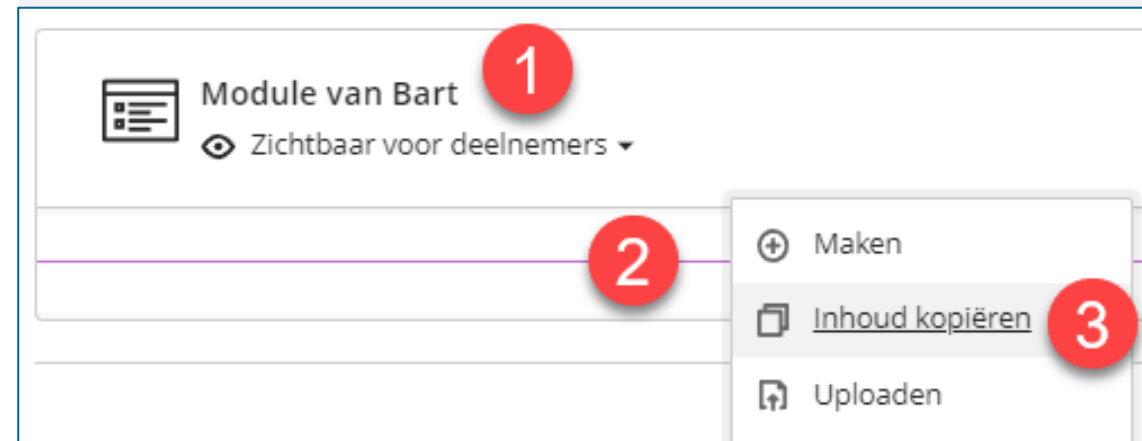 Module van Bart
1
Zichtbaar voor deelnemers
2
Maken
Inhoud kopiëren
3
Uploaden